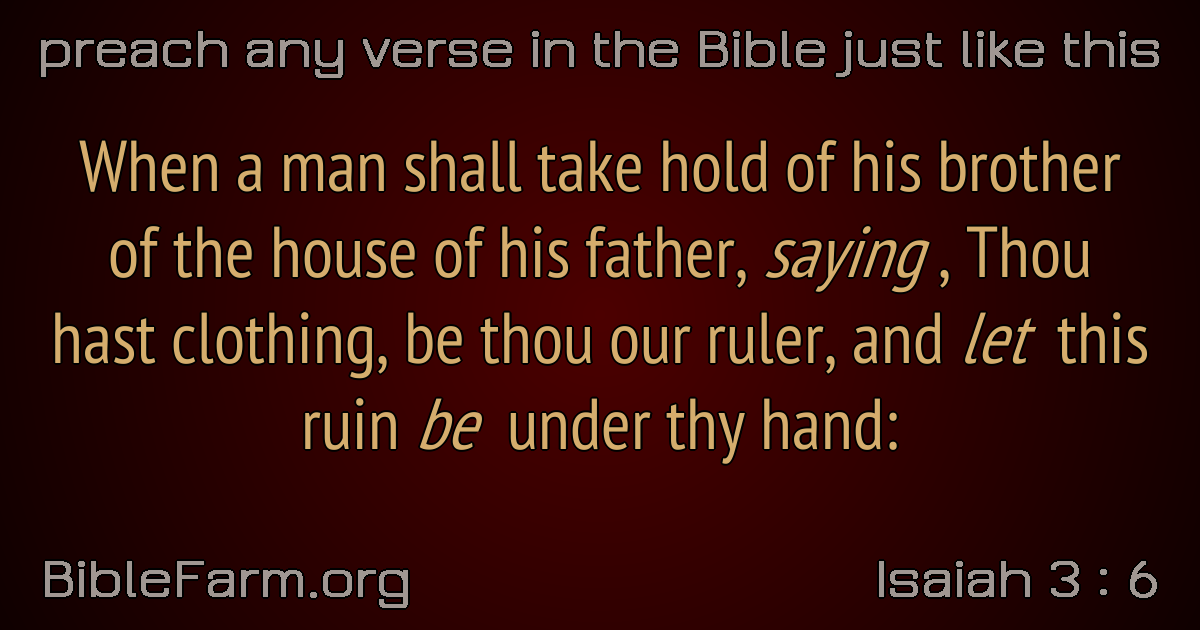 preach any verse in the Bible just like this
When a man shall take hold of his brother
of the house of his father, saying , Thou
hast clothing, be thou our ruler, and let this
ruin be under thy hand:
BibleFarm.org
Isaiah 3 : 6